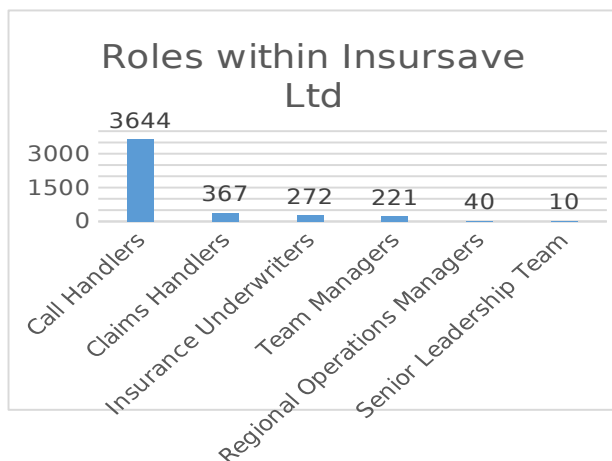 Roles within Insursave
Ltd
3644
3000
367
272
221
40
10
1500
0
Call Handlers
Claims Handlers
Insurance Underwriters
Team Managers
Regional Operations Managers
Senior Leadership Team